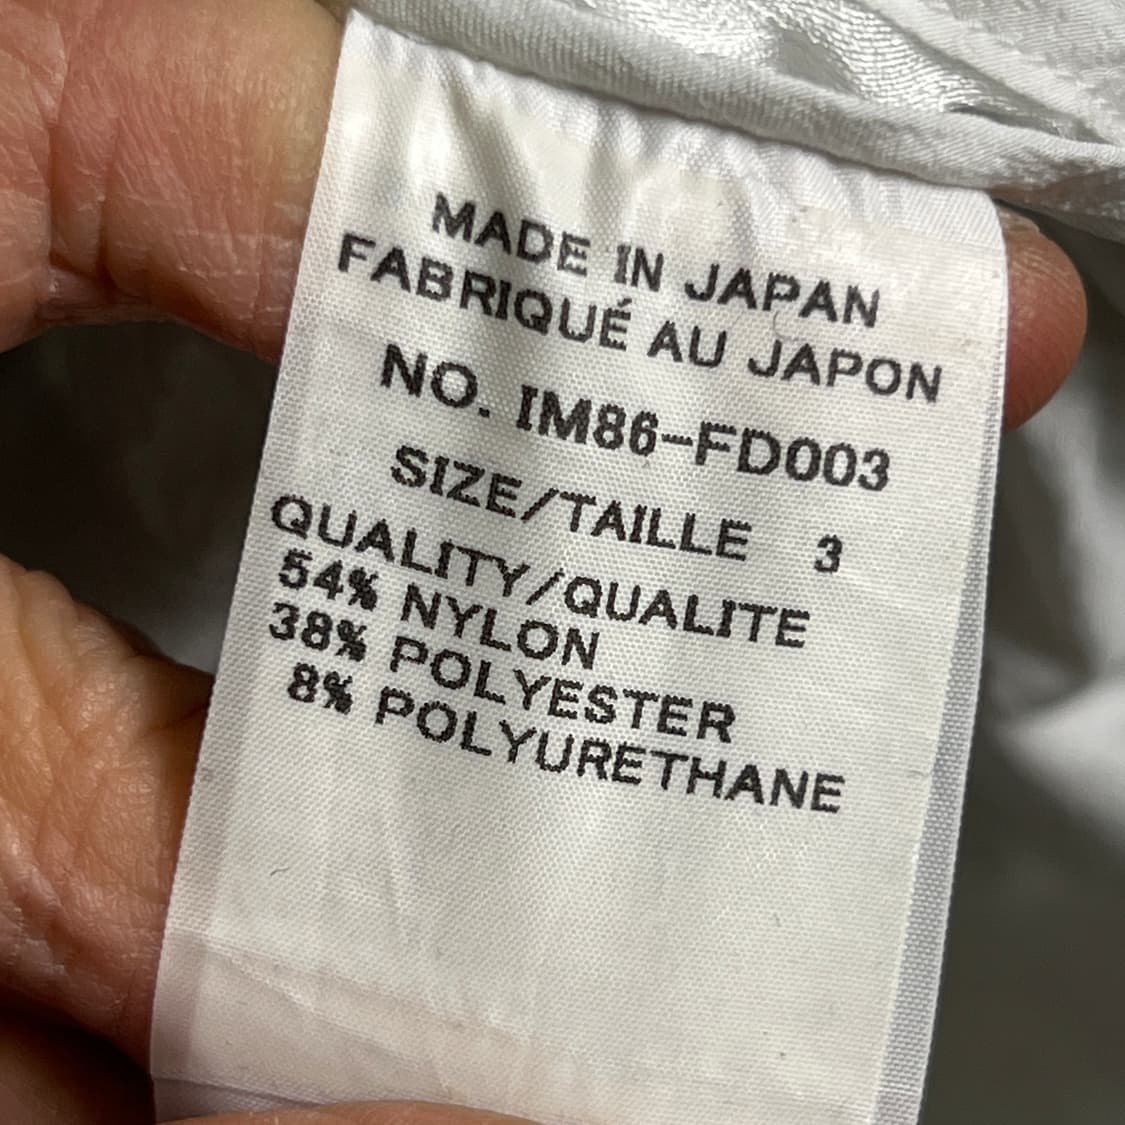 MADE IN JAPAN
FABRIQUÉ AU JAPON
NO. IM86-FD003
SIZE/TAILLE 3
QUALITY/QUALITE
54% NYLON
38% POLYESTER
8% POLYURETHANE